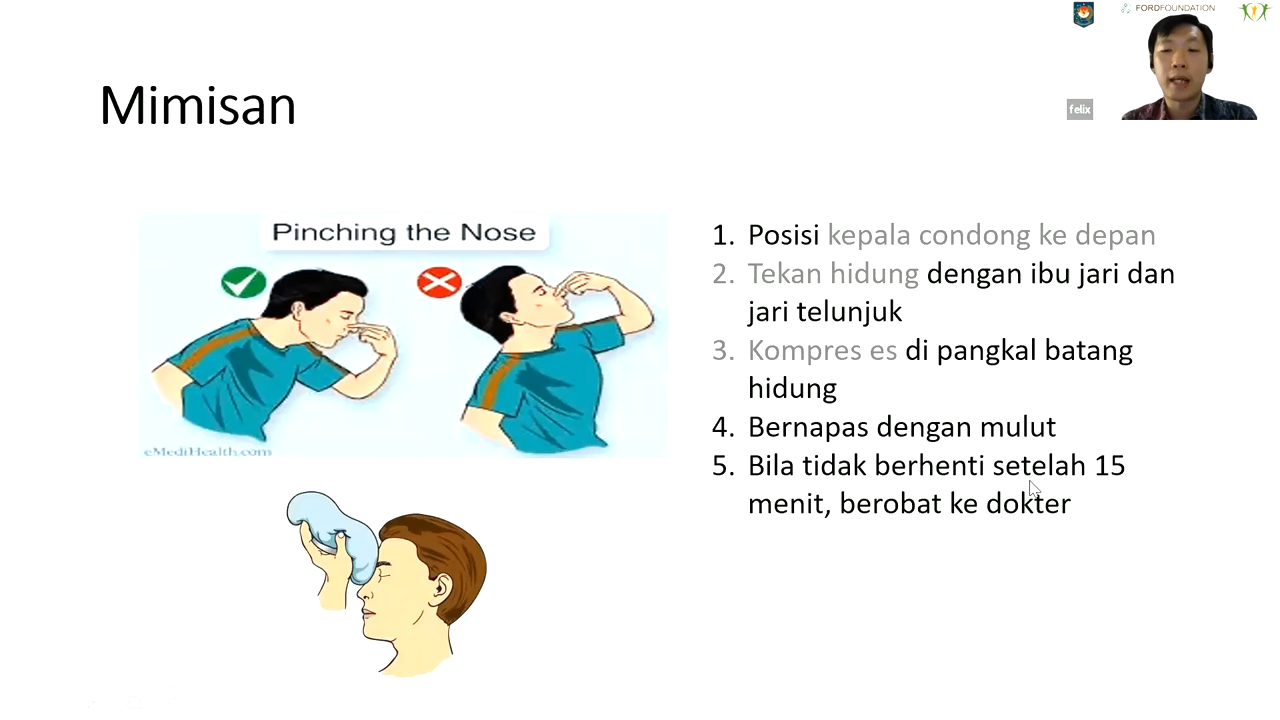 FORDFOUNDATION
felix
Mimisan
Pinching the Nose
eMediHealth.com
1. Posisi kepala condong ke depan
2. Tekan hidung dengan ibu jari dan
jari telunjuk
3. Kompres es di pangkal batang
hidung
4. Bernapas dengan mulut
5. Bila tidak berhenti setelah 15
menit, berobat ke dokter